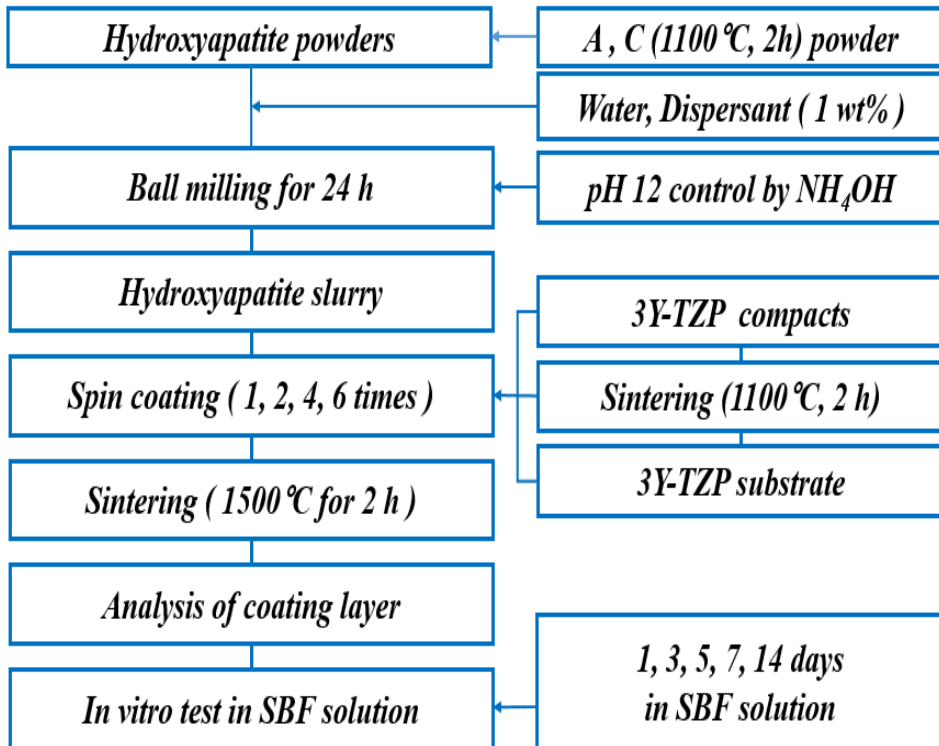 Hydroxyapatite powders
A , C (1100℃, 2h) powder
Water, Dispersant ( 1 wt% )
Ball milling for 24 h
pH 12 control by NH₄OH
Hydroxyapatite slurry
3Y-TZP compacts
Spin coating ( 1, 2, 4, 6 times )
Sintering (1100℃, 2 h)
Sintering ( 1500℃ for 2 h )
3Y-TZP substrate
Analysis of coating layer
In vitro test in SBF solution
1, 3, 5, 7, 14 days
in SBF solution